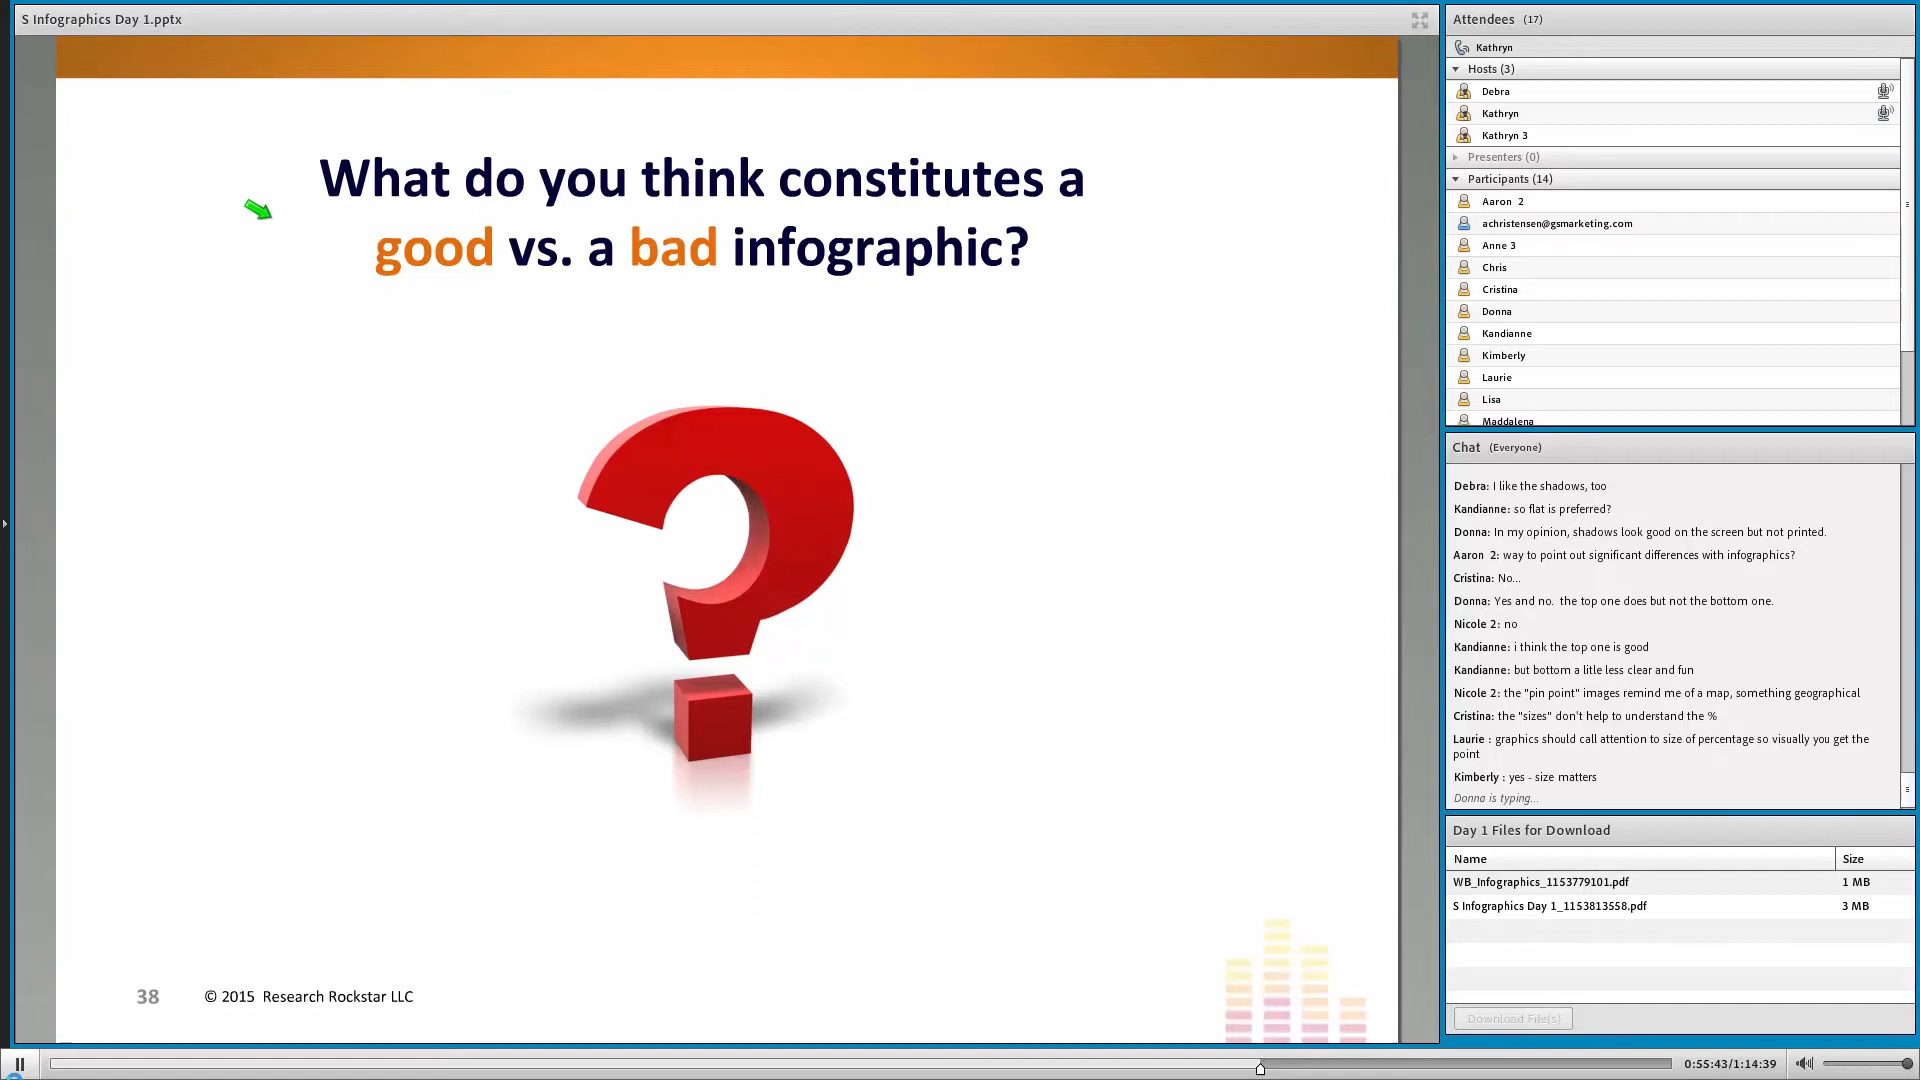 S Infographics Day 1.pptx
What do you think constitutes a
good vs. a bad infographic?
38
© 2015 Research Rockstar LLC
Attendees (17)
Kathryn
Hosts (3)
Debra
Kathryn
Kathryn 3
Presenters (0)
Participants (14)
Aaron 2
achristensen@gsmarketing.com
Anne 3
Chris
Cristina
Donna
Kandianne
Kimberly
Laurie
Lisa
Maddalena
Chat (Everyone)
Debra: I like the shadows, too
Kandianne: so flat is preferred?
Donna: In my opinion, shadows look good on the screen but not printed.
Aaron 2: way to point out significant differences with infographics?
Cristina: No...
Donna: Yes and no. the top one does but not the bottom one.
Nicole 2: no
Kandianne: i think the top one is good
Kandianne: but bottom a litle less clear and fun
Nicole 2: the "pin point" images remind me of a map, something geographical
Cristina: the "sizes" don't help to understand the %
Laurie : graphics should call attention to size of percentage so visually you get the
point
Kimberly : yes - size matters
Donna is typing...
Day 1 Files for Download
Name Size
WB_Infographics_1153779101.pdf 1 MB
S Infographics Day 1_1153813558.pdf 3 MB
Download File(s)
0:55:43/1:14:39